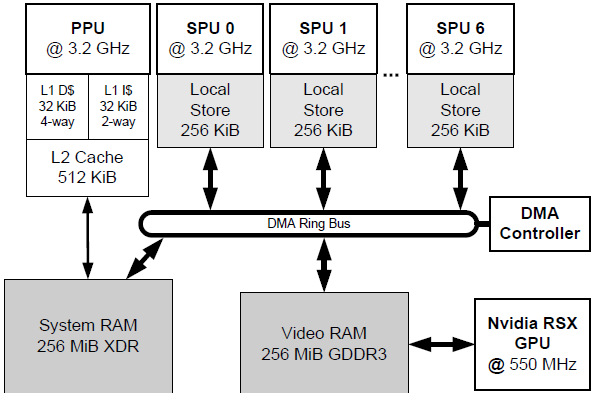 PPU
@ 3.2 GHz
SPU 0
@ 3.2 GHz
SPU 1
@ 3.2 GHz
...
SPU 6
@ 3.2 GHz
L1 D$
32 KiB
4-way
L1 I$
32 KiB
2-way
L2 Cache
512 KiB
Local
Store
256 KiB
Local
Store
256 KiB
Local
Store
256 KiB
DMA Ring Bus
DMA
Controller
System RAM
256 MiB XDR
Video RAM
256 MiB GDDR3
Nvidia RSX
GPU
@ 550 MHz